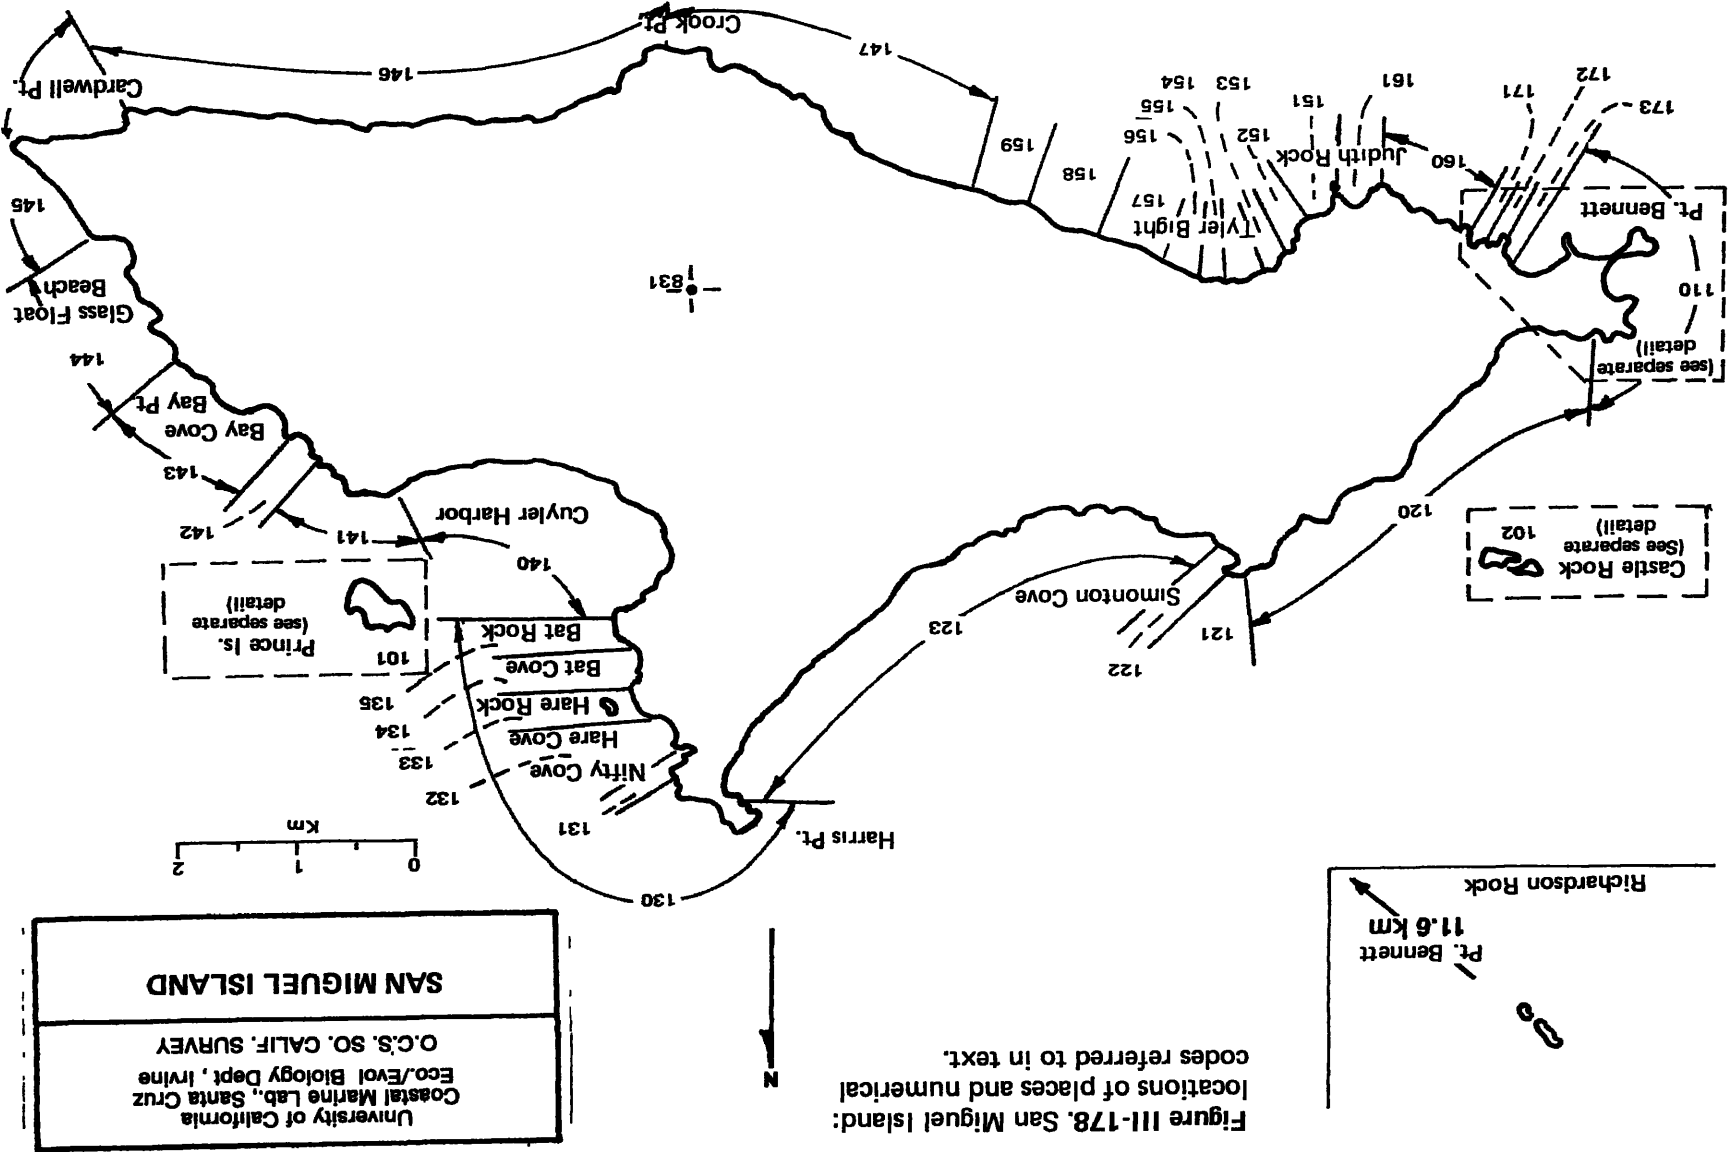 Figure III-178. San Miguel Island:
locations of places and numerical
codes referred to in text.
N
University of California
Coastal Marine Lab., Santa Cruz
Eco./Evol Biology Dept, Irvine
O.C.S. SO. CALIF. SURVEY
SAN MIGUEL ISLAND
Richardson Rock
11.6 km
Pt. Bennett
0 1 2
Km
130
Harris Pt.
131
132
133
134
135
Nifty Cove
Hare Cove
Hare Rock
Bat Cove
Bat Rock
101
Prince Is.
(see separate
detail)
123
122
121
Simonton Cove
120
Castle Rock 102
(See separate
detail)
140
Cuyler Harbor
141
142
143
Bay Cove
Bay Pt
144
Glass Float
Beach
145
(see separate
detail)
110
Pt. Bennett
831
173
172
171
160
161
Judith Rock
151
152
153
154
155
156
157
Tyler Bight
158
159
147
Crook Pt.
146
Cardwell Pt.